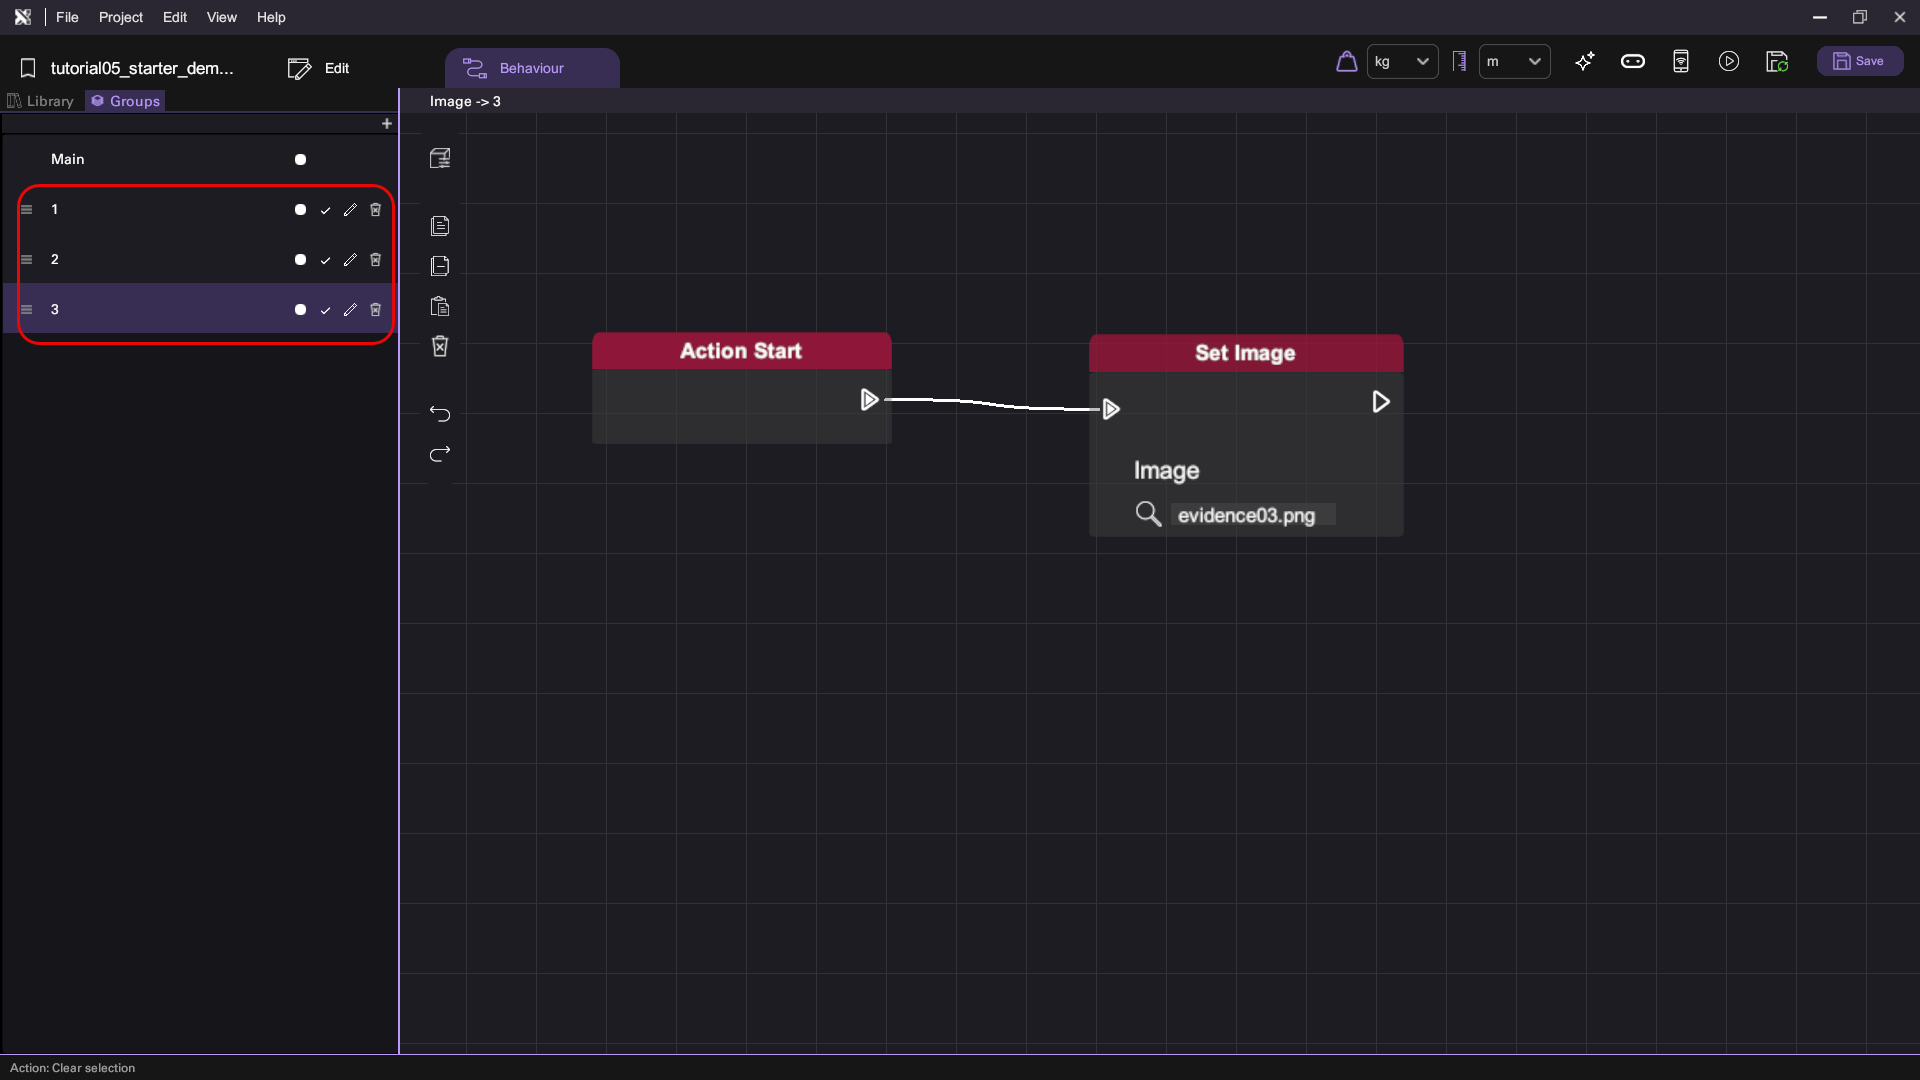 File Project Edit View Help
tutorial05_starter_dem... Edit Behaviour kg m Save
Library Groups Image -> 3
+
Main
1
2
3
Action Start Set Image
Image
evidence03.png
Action: Clear selection